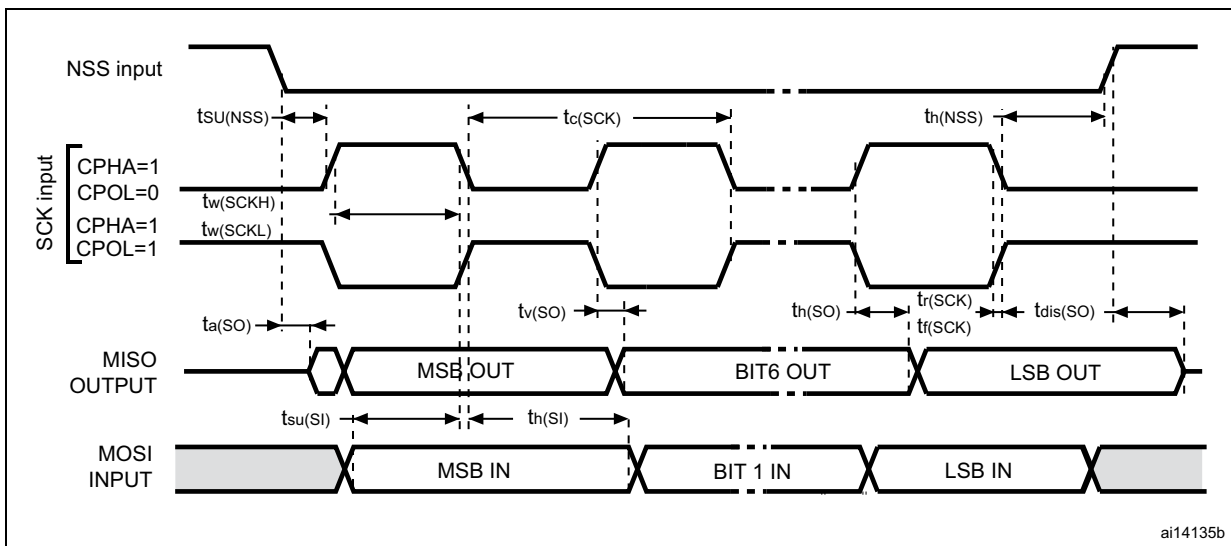 NSS input
tSU(NSS)
tc(SCK)
th(NSS)
SCK input
CPHA=1
CPOL=0
tw(SCKH)
CPHA=1
tw(SCKL)
CPOL=1
ta(SO)
tv(SO)
th(SO)
tr(SCK)
tf(SCK)
tdis(SO)
MISO
OUTPUT
MSB OUT
BIT6 OUT
LSB OUT
tsu(SI)
th(SI)
MOSI
INPUT
MSB IN
BIT 1 IN
LSB IN
ai14135b